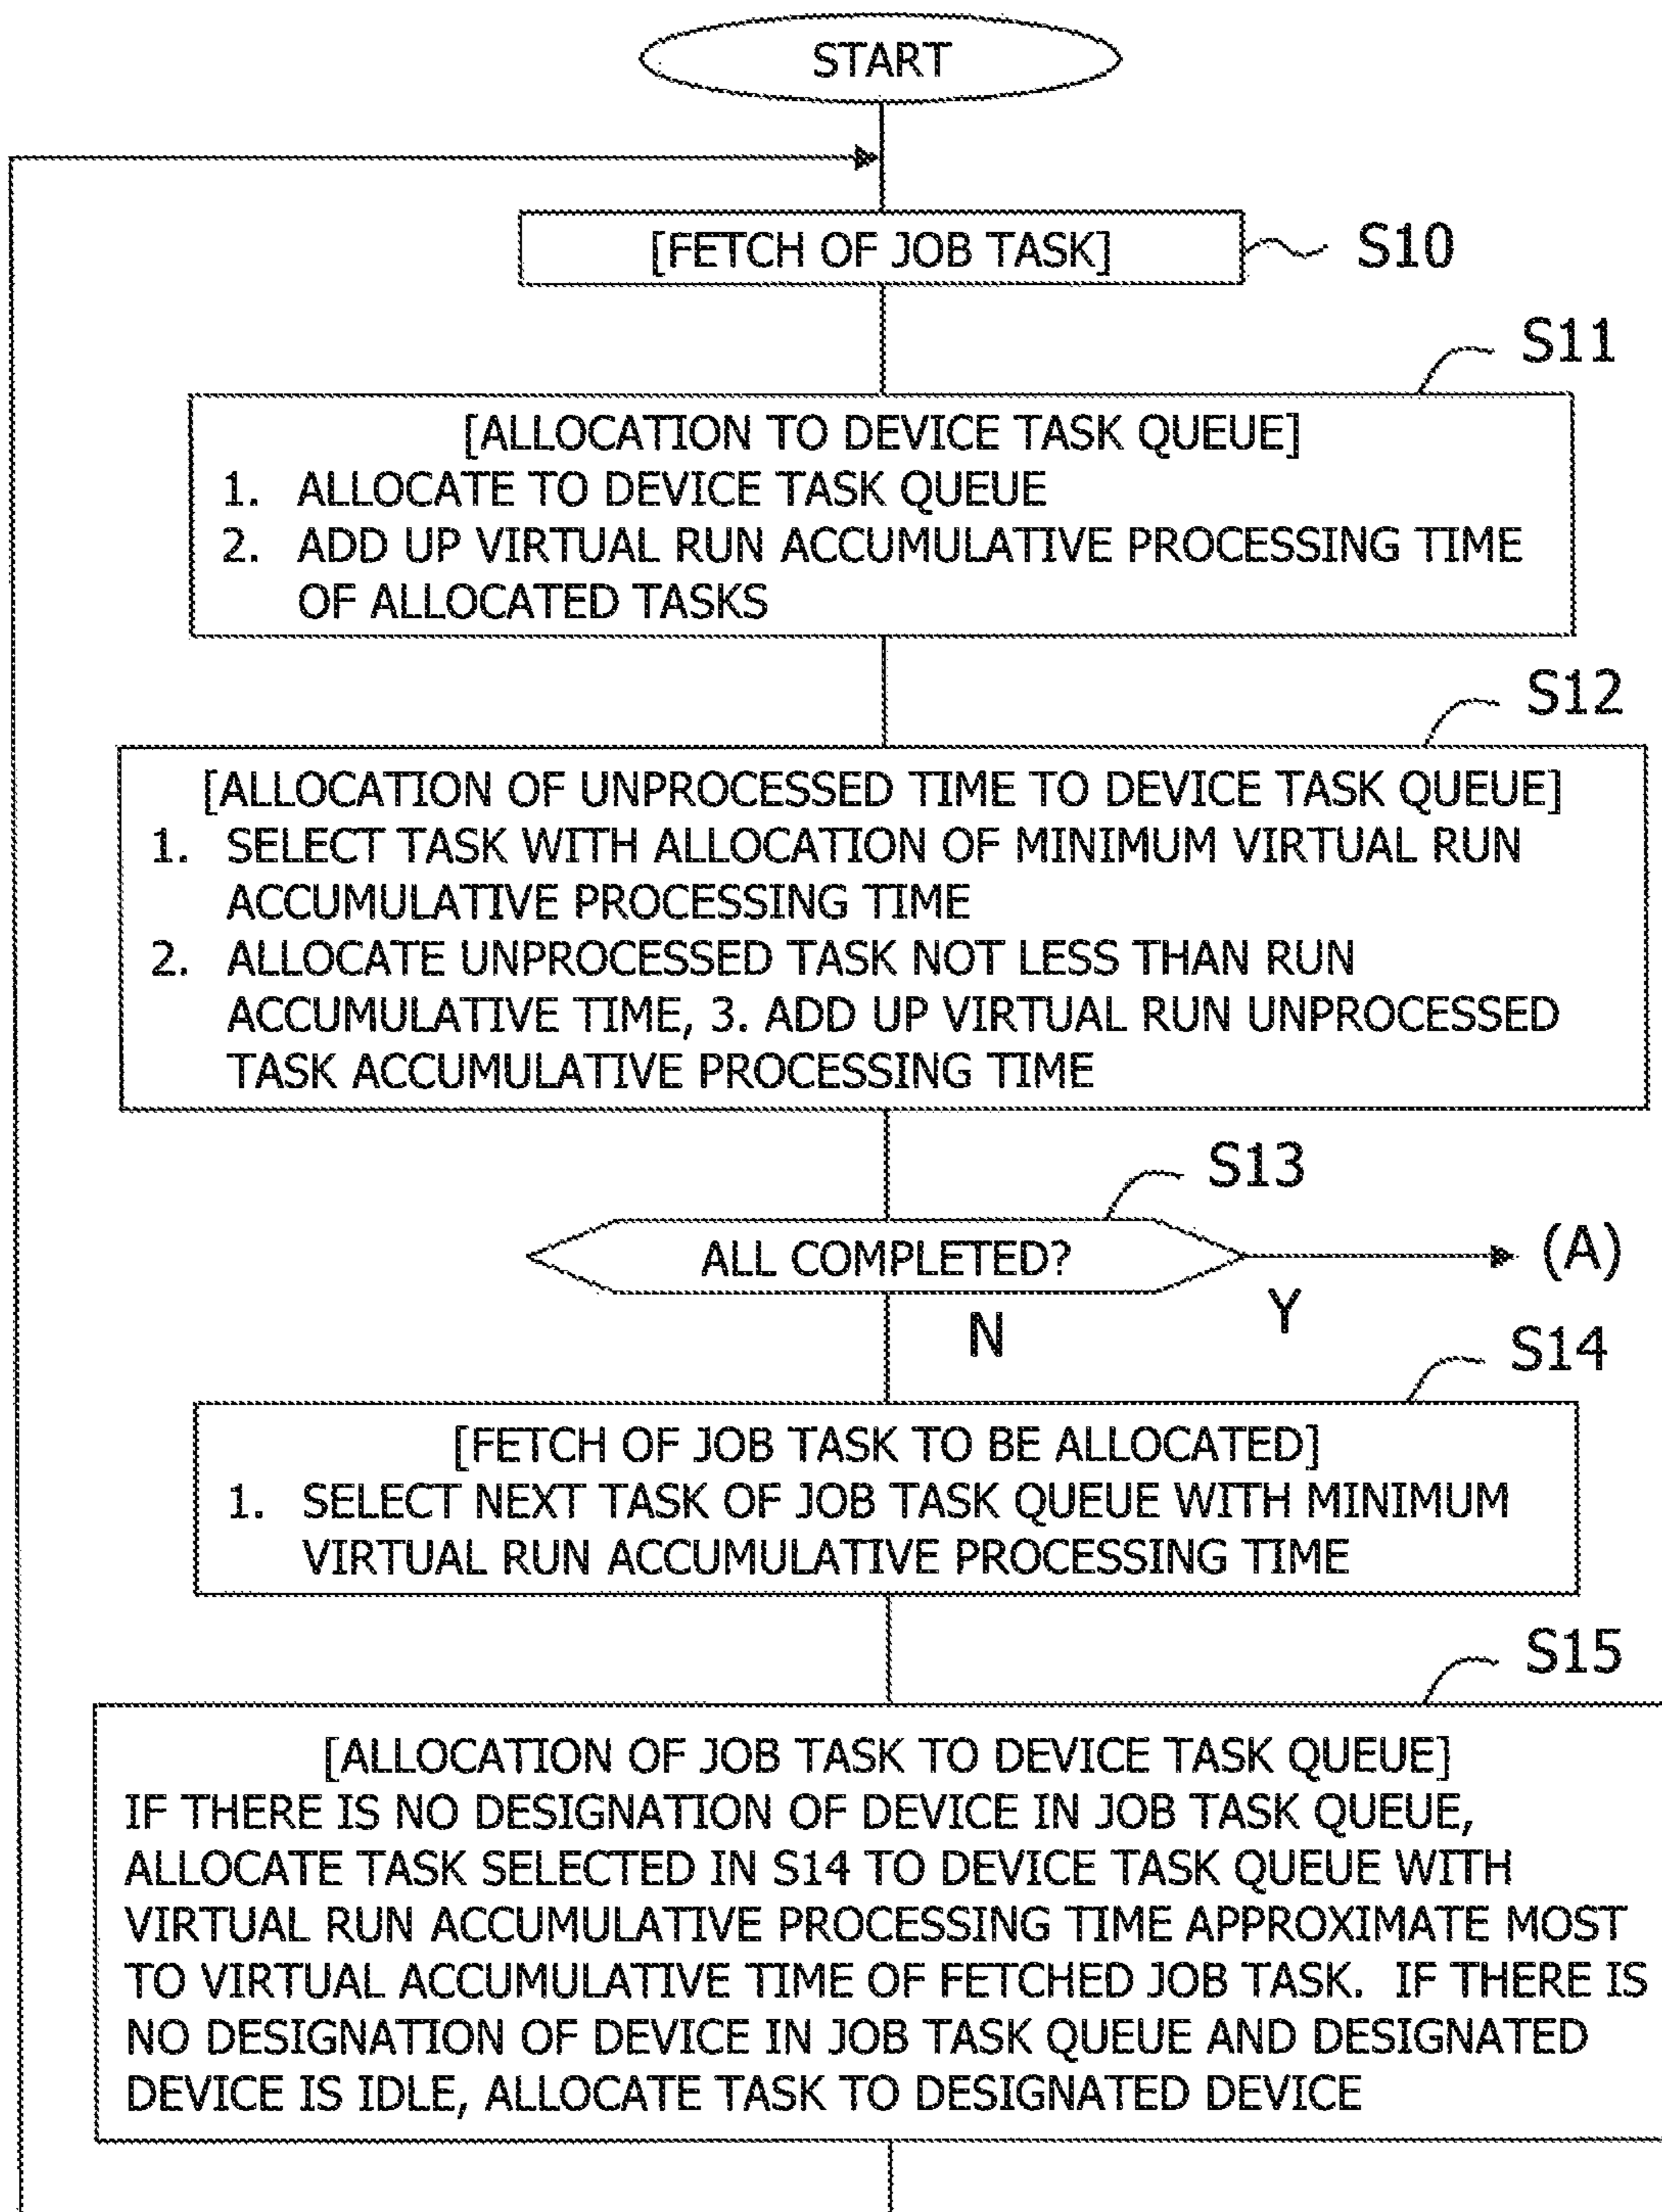 START
[FETCH OF JOB TASK]
S10
S11
[ALLOCATION TO DEVICE TASK QUEUE]
1. ALLOCATE TO DEVICE TASK QUEUE
2. ADD UP VIRTUAL RUN ACCUMULATIVE PROCESSING TIME
OF ALLOCATED TASKS
S12
[ALLOCATION OF UNPROCESSED TIME TO DEVICE TASK QUEUE]
1. SELECT TASK WITH ALLOCATION OF MINIMUM VIRTUAL RUN
ACCUMULATIVE PROCESSING TIME
2. ALLOCATE UNPROCESSED TASK NOT LESS THAN RUN
ACCUMULATIVE TIME, 3. ADD UP VIRTUAL RUN UNPROCESSED
TASK ACCUMULATIVE PROCESSING TIME
S13
ALL COMPLETED?
(A)
Y
N
S14
[FETCH OF JOB TASK TO BE ALLOCATED]
1. SELECT NEXT TASK OF JOB TASK QUEUE WITH MINIMUM
VIRTUAL RUN ACCUMULATIVE PROCESSING TIME
S15
[ALLOCATION OF JOB TASK TO DEVICE TASK QUEUE]
IF THERE IS NO DESIGNATION OF DEVICE IN JOB TASK QUEUE,
ALLOCATE TASK SELECTED IN S14 TO DEVICE TASK QUEUE WITH
VIRTUAL RUN ACCUMULATIVE PROCESSING TIME APPROXIMATE MOST
TO VIRTUAL ACCUMULATIVE TIME OF FETCHED JOB TASK. IF THERE IS
NO DESIGNATION OF DEVICE IN JOB TASK QUEUE AND DESIGNATED
DEVICE IS IDLE, ALLOCATE TASK TO DESIGNATED DEVICE